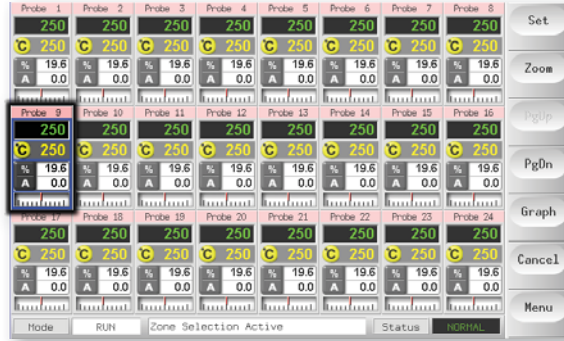 Probe 1 Probe 2 Probe 3 Probe 4 Probe 5 Probe 6 Probe 7 Probe 8 Set
250 250 250 250 250 250 250 250
°C 250 °C 250 °C 250 °C 250 °C 250 °C 250 °C 250 °C 250
% 19.6 % 19.6 % 19.6 % 19.6 % 19.6 % 19.6 % 19.6 % 19.6 Zoom
A 0.0 A 0.0 A 0.0 A 0.0 A 0.0 A 0.0 A 0.0 A 0.0
Probe 9 Probe 10 Probe 11 Probe 12 Probe 13 Probe 14 Probe 15 Probe 16 PgUp
250 250 250 250 250 250 250 250
°C 250 °C 250 °C 250 °C 250 °C 250 °C 250 °C 250 °C 250 PgDn
% 19.6 % 19.6 % 19.6 % 19.6 % 19.6 % 19.6 % 19.6 % 19.6
A 0.0 A 0.0 A 0.0 A 0.0 A 0.0 A 0.0 A 0.0 A 0.0
Probe 17 Probe 18 Probe 19 Probe 20 Probe 21 Probe 22 Probe 23 Probe 24 Graph
250 250 250 250 250 250 250 250
°C 250 °C 250 °C 250 °C 250 °C 250 °C 250 °C 250 °C 250 Cancel
% 19.6 % 19.6 % 19.6 % 19.6 % 19.6 % 19.6 % 19.6 % 19.6
A 0.0 A 0.0 A 0.0 A 0.0 A 0.0 A 0.0 A 0.0 A 0.0
Menu
Mode RUN Zone Selection Active Status NORMAL